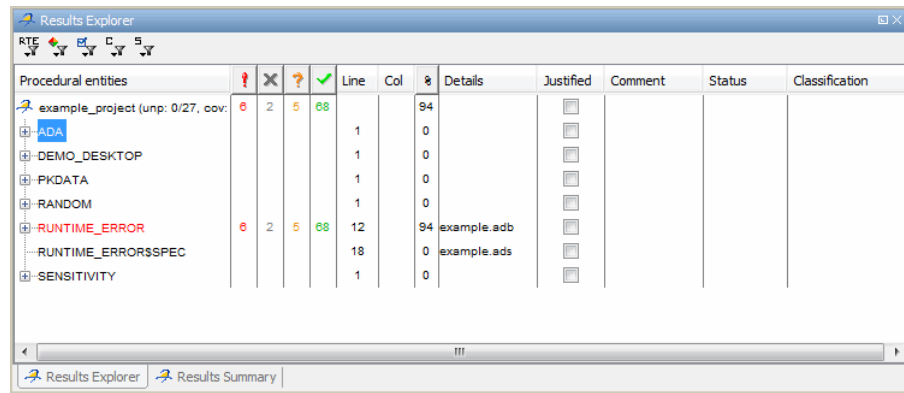 Results Explorer
RTE C S
Procedural entities Line Col % Details Justified Comment Status Classification
example_project (unp: 0/27, cov: 6 2 5 68 94
ADA 1 0
DEMO_DESKTOP 1 0
PKDATA 1 0
RANDOM 1 0
RUNTIME_ERROR 6 2 5 68 12 94 example.adb
RUNTIME_ERROR$SPEC 18 0 example.ads
SENSITIVITY 1 0
Results Explorer Results Summary